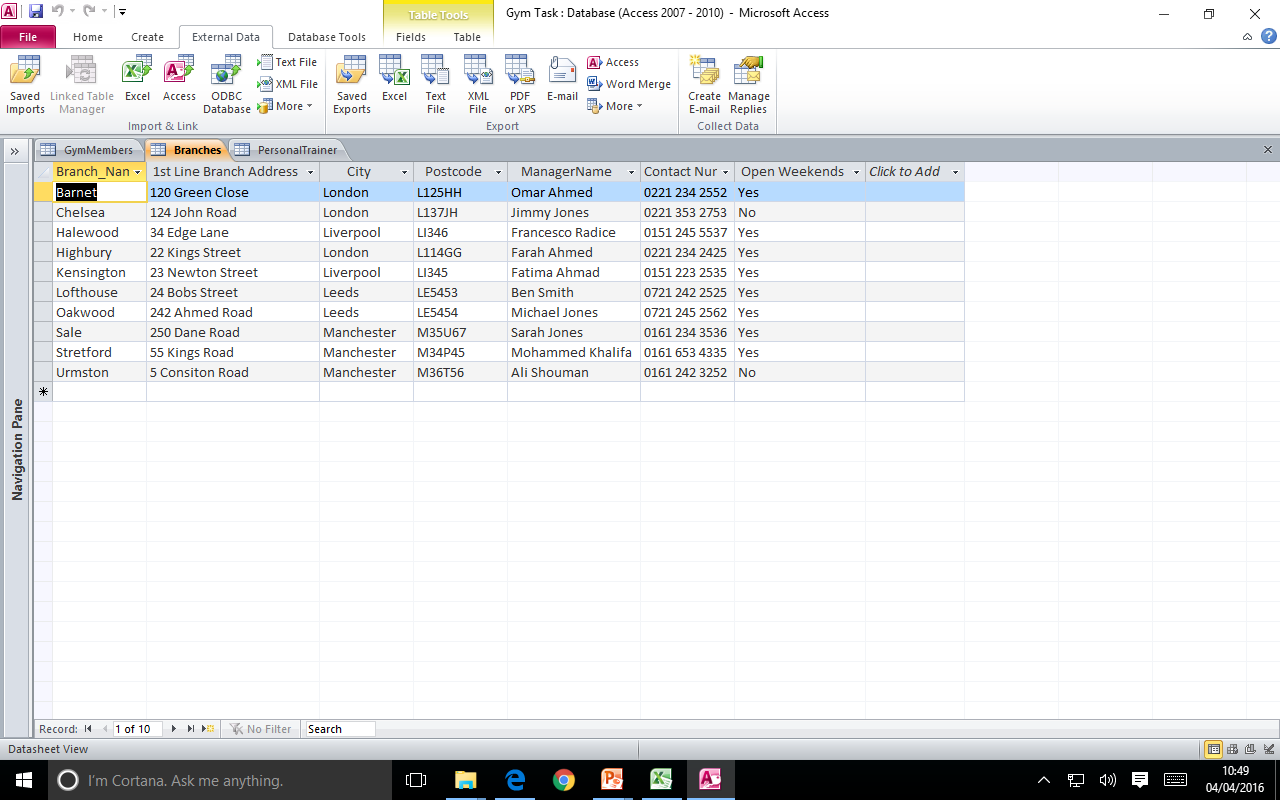 Table Tools
Gym Task : Database (Access 2007 - 2010) - Microsoft Access
File Home Create External Data Database Tools Fields Table
Saved Imports
Linked Table Manager
Excel
Access
ODBC Database
Text File
XML File
More
Import & Link
Saved Exports
Excel
Text File
XML File
PDF or XPS
E-mail
Access
Word Merge
More
Export
Create E-mail
Manage Replies
Collect Data
GymMembers Branches PersonalTrainer
Branch_Nan 1st Line Branch Address City Postcode ManagerName Contact Nur Open Weekends Click to Add
Barnet 120 Green Close London L125HH Omar Ahmed 0221 234 2552 Yes
Chelsea 124 John Road London L137JH Jimmy Jones 0221 353 2753 No
Halewood 34 Edge Lane Liverpool LI346 Francesco Radice 0151 245 5537 Yes
Highbury 22 Kings Street London L114GG Farah Ahmed 0221 234 2425 Yes
Kensington 23 Newton Street Liverpool LI345 Fatima Ahmad 0151 223 2535 Yes
Lofthouse 24 Bobs Street Leeds LE5453 Ben Smith 0721 242 2525 Yes
Oakwood 242 Ahmed Road Leeds LE5454 Michael Jones 0721 245 2562 Yes
Sale 250 Dane Road Manchester M35U67 Sarah Jones 0161 234 3536 Yes
Stretford 55 Kings Road Manchester M34P45 Mohammed Khalifa 0161 653 4335 Yes
Urmston 5 Consiton Road Manchester M36T56 Ali Shouman 0161 242 3252 No
Navigation Pane
Record: 1 of 10 No Filter Search
Datasheet View
I'm Cortana. Ask me anything.
10:49
04/04/2016